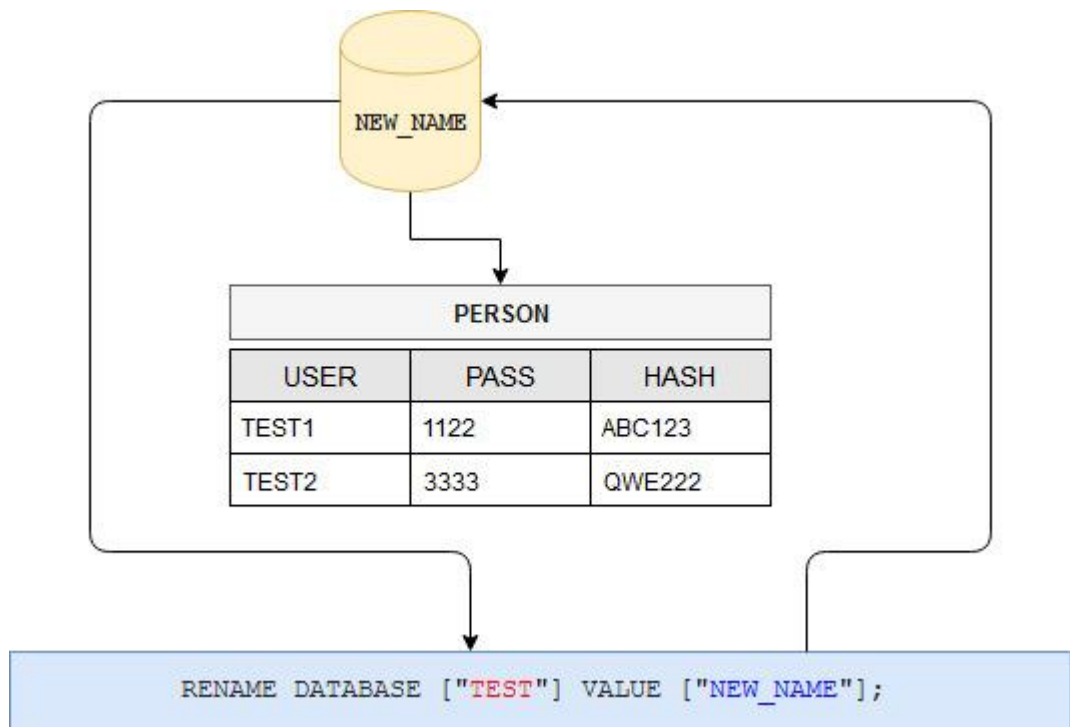 NEW_NAME
PERSON
USER PASS HASH
TEST1 1122 ABC123
TEST2 3333 QWE222
RENAME DATABASE ["TEST"] VALUE ["NEW_NAME"];